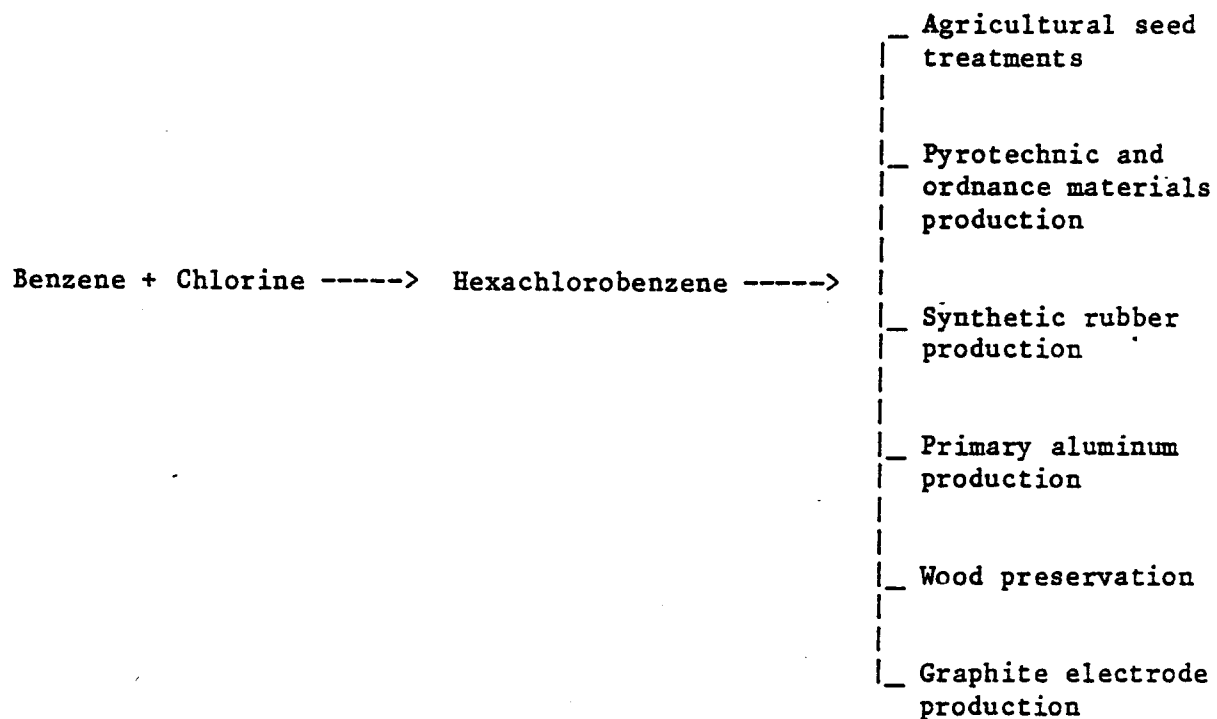 Agricultural seed
treatments
Pyrotechnic and
ordnance materials
production
Benzene + Chlorine -----> Hexachlorobenzene ----->
Synthetic rubber
production
Primary aluminum
production
Wood preservation
Graphite electrode
production